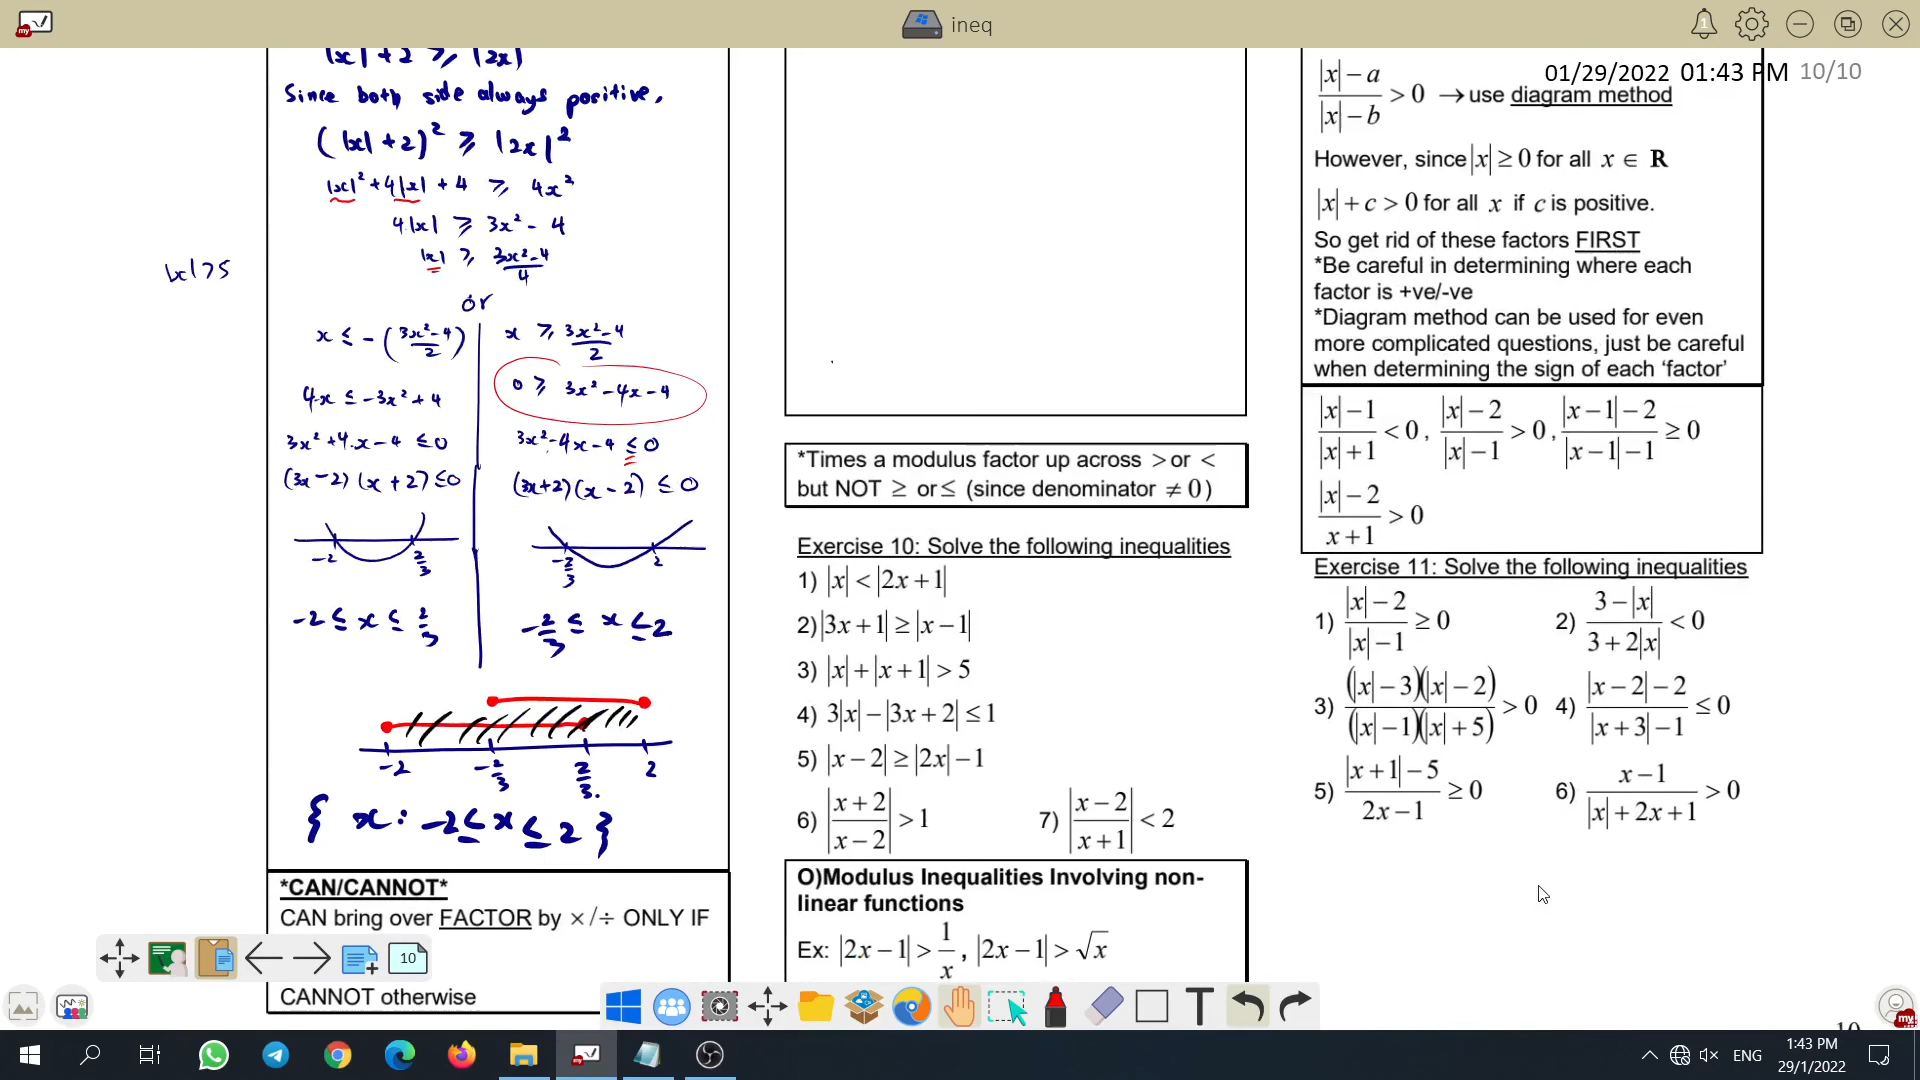 ineq
01/29/2022 01:43 PM 10/10
|x| + 2 ≥ |2x|
Since both side always positive,
(|x| + 2)² ≥ |2x|²
|x|² + 4|x| + 4 ≥ 4x²
4|x| ≥ 3x² - 4
|x| ≥ (3x²-4)/4
|x| > 5
or
x ≤ -((3x²-4)/2)
4x ≤ -3x² + 4
3x² + 4x - 4 ≤ 0
(3x-2)(x+2) ≤ 0
-2 2/3
-2 ≤ x ≤ 2/3
x ≥ (3x²-4)/2
0 ≥ 3x² - 4x - 4
3x² - 4x - 4 ≤ 0
(3x+2)(x-2) ≤ 0
-2/3 2
-2/3 ≤ x ≤ 2
-2 -2/3 2/3 2
{ x : -2 ≤ x ≤ 2 }
*CAN/CANNOT*
CAN bring over FACTOR by ×/÷ ONLY IF
CANNOT otherwise
*Times a modulus factor up across > or <
but NOT ≥ or ≤ (since denominator ≠ 0)
Exercise 10: Solve the following inequalities
1) |x| < |2x+1|
2) |3x+1| ≥ |x-1|
3) |x| + |x+1| > 5
4) 3|x| - |3x+2| ≤ 1
5) |x-2| ≥ |2x| - 1
6) |(x+2)/(x-2)| > 1 7) |(x-2)/(x+1)| < 2
O)Modulus Inequalities Involving non-
linear functions
Ex: |2x-1| > 1/x , |2x-1| > √x
(|x|-a)/(|x|-b) > 0 → use diagram method
However, since |x| ≥ 0 for all x ∈ R
|x| + c > 0 for all x if c is positive.
So get rid of these factors FIRST
*Be careful in determining where each
factor is +ve/-ve
*Diagram method can be used for even
more complicated questions, just be careful
when determining the sign of each ‘factor’
(|x|-1)/(|x|+1) < 0 , (|x|-2)/(|x|-1) > 0 , (|x-1|-2)/(|x-1|-1) ≥ 0
(|x|-2)/(x+1) > 0
Exercise 11: Solve the following inequalities
1) (|x|-2)/(|x|-1) ≥ 0 2) (3-|x|)/(3+2|x|) < 0
3) (|x|-3)(|x|-2)/(|x|-1)(|x|+5) > 0 4) (|x-2|-2)/(|x+3|-1) ≤ 0
5) (|x+1|-5)/(2x-1) ≥ 0 6) (x-1)/(|x|+2x+1) > 0
10
ENG
1:43 PM
29/1/2022